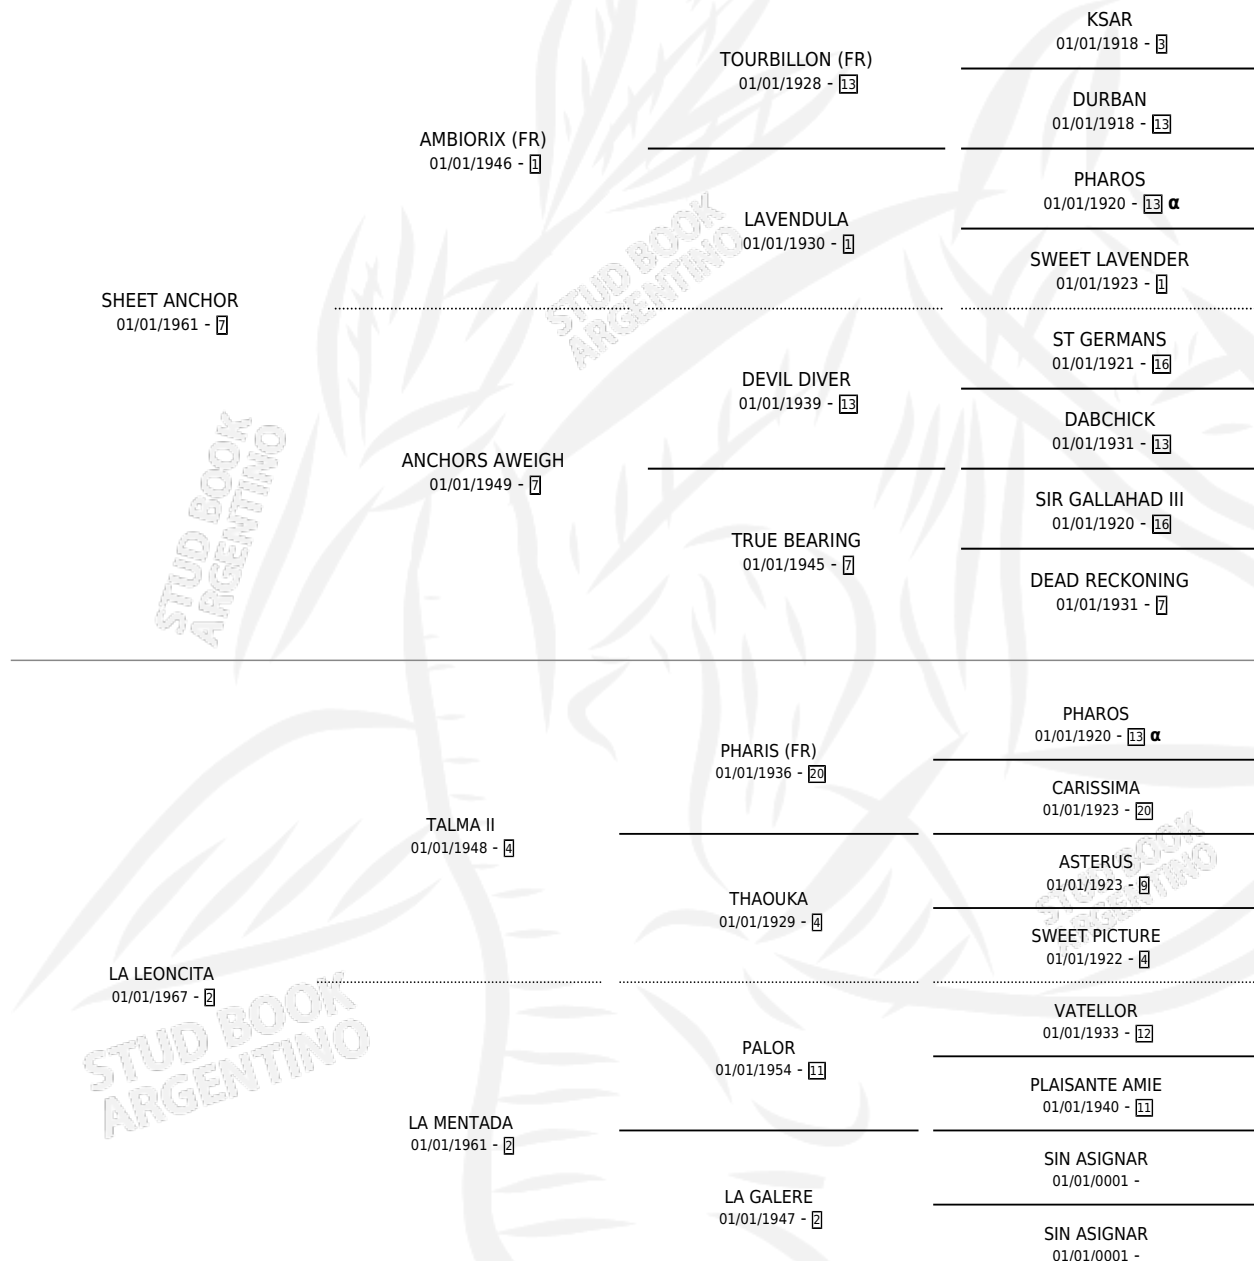 KSAR
01/01/1918 - 3
TOURBILLON (FR)
01/01/1928 - 13
DURBAN
01/01/1918 - 13
AMBIORIX (FR)
01/01/1946 - 1
PHAROS
01/01/1920 - 13 α
LAVENDULA
01/01/1930 - 1
SWEET LAVENDER
01/01/1923 - 1
SHEET ANCHOR
01/01/1961 - 7
ST GERMANS
01/01/1921 - 16
DEVIL DIVER
01/01/1939 - 13
DABCHICK
01/01/1931 - 13
ANCHORS AWEIGH
01/01/1949 - 7
SIR GALLAHAD III
01/01/1920 - 16
TRUE BEARING
01/01/1945 - 7
DEAD RECKONING
01/01/1931 - 7
PHAROS
01/01/1920 - 13 α
PHARIS (FR)
01/01/1936 - 20
CARISSIMA
01/01/1923 - 20
TALMA II
01/01/1948 - 4
ASTERUS
01/01/1923 - 9
THAOUKA
01/01/1929 - 4
SWEET PICTURE
01/01/1922 - 4
LA LEONCITA
01/01/1967 - 2
VATELLOR
01/01/1933 - 12
PALOR
01/01/1954 - 11
PLAISANTE AMIE
01/01/1940 - 11
LA MENTADA
01/01/1961 - 2
SIN ASIGNAR
01/01/0001 -
LA GALERE
01/01/1947 - 2
SIN ASIGNAR
01/01/0001 -
STUD BOOK
ARGENTINO
STUD BOOK
ARGENTINO
STUD BOOK
ARGENTINO
STUD BOOK
ARGENTINO